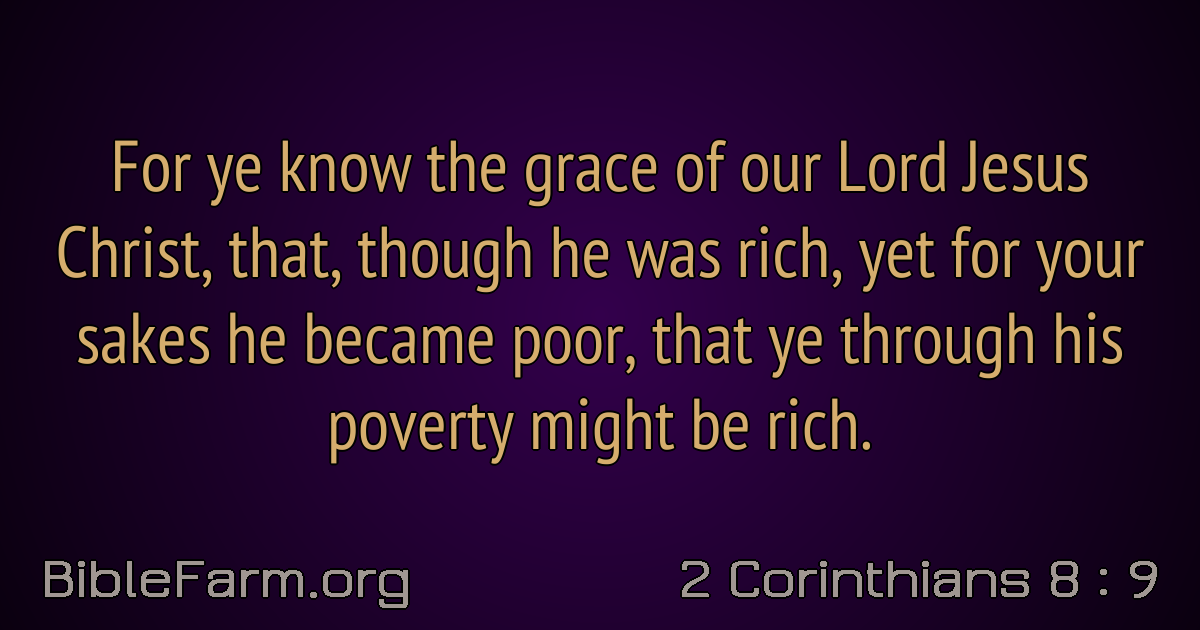 For ye know the grace of our Lord Jesus
Christ, that, though he was rich, yet for your
sakes he became poor, that ye through his
poverty might be rich.
BibleFarm.org
2 Corinthians 8 : 9